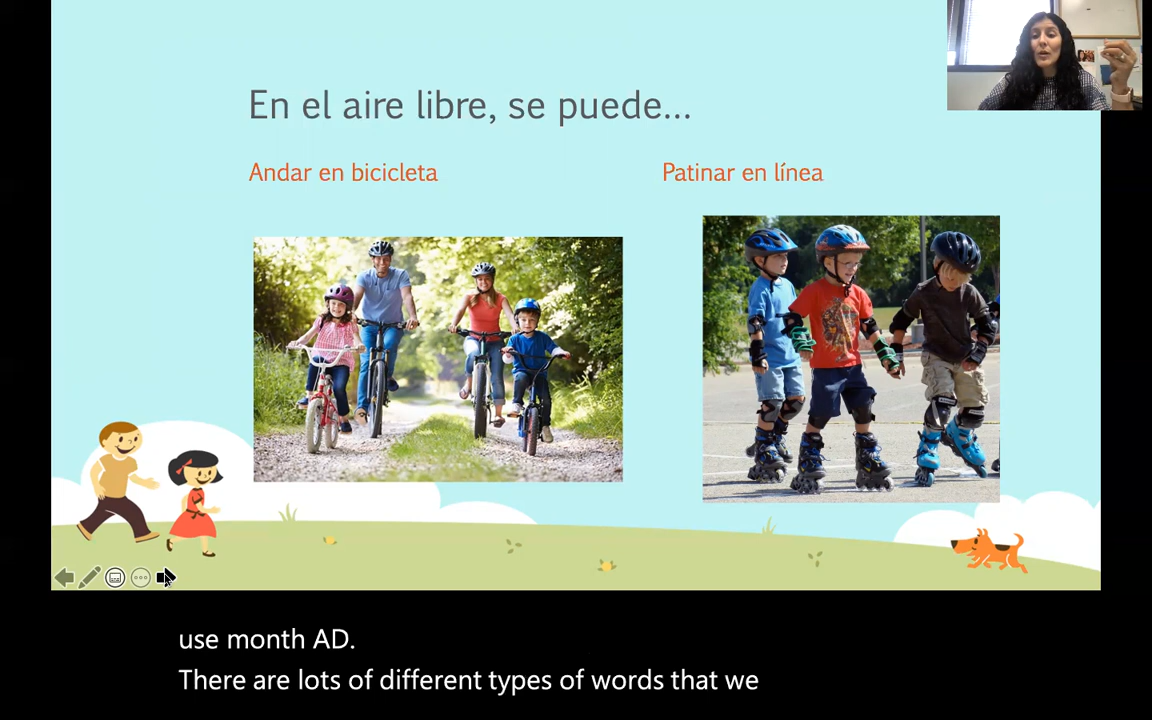 En el aire libre, se puede...
Andar en bicicleta
Patinar en línea
use month AD.
There are lots of different types of words that we